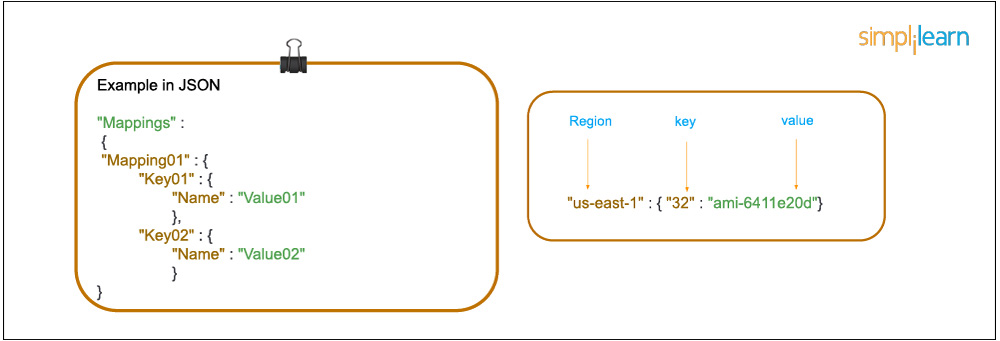 simplilearn
Example in JSON
"Mappings" :
{
"Mapping01" : {
"Key01" : {
"Name" : "Value01"
},
"Key02" : {
"Name" : "Value02"
}
}
Region key value
"us-east-1" : { "32" : "ami-6411e20d"}